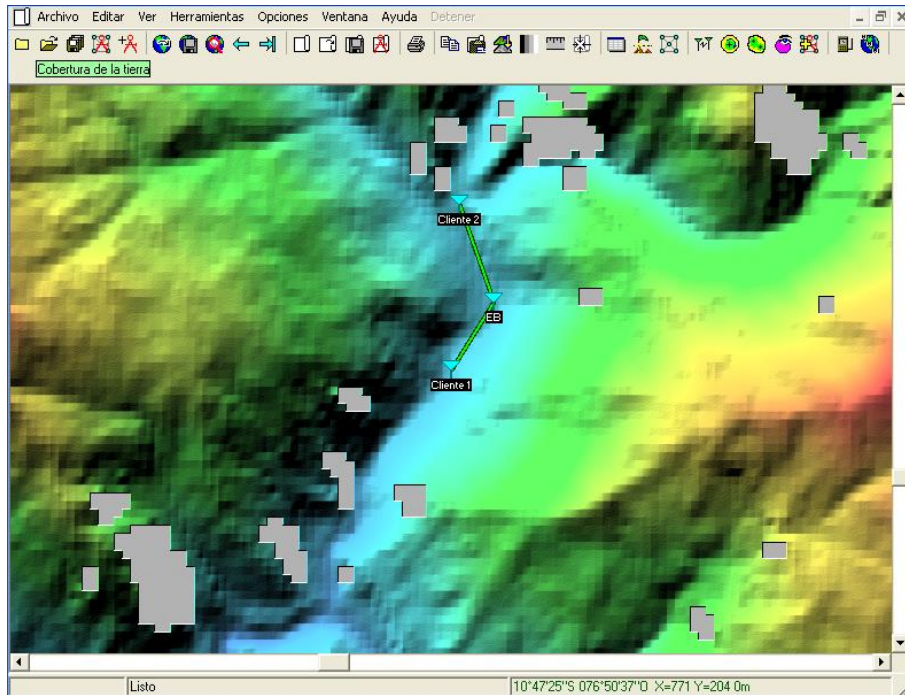 Archivo Editar Ver Herramientas Opciones Ventana Ayuda Detener
Cobertura de la tierra
Cliente 2
EB
Cliente 1
Listo
10°47'25"S 076°50'37"O X=771 Y=204 0m